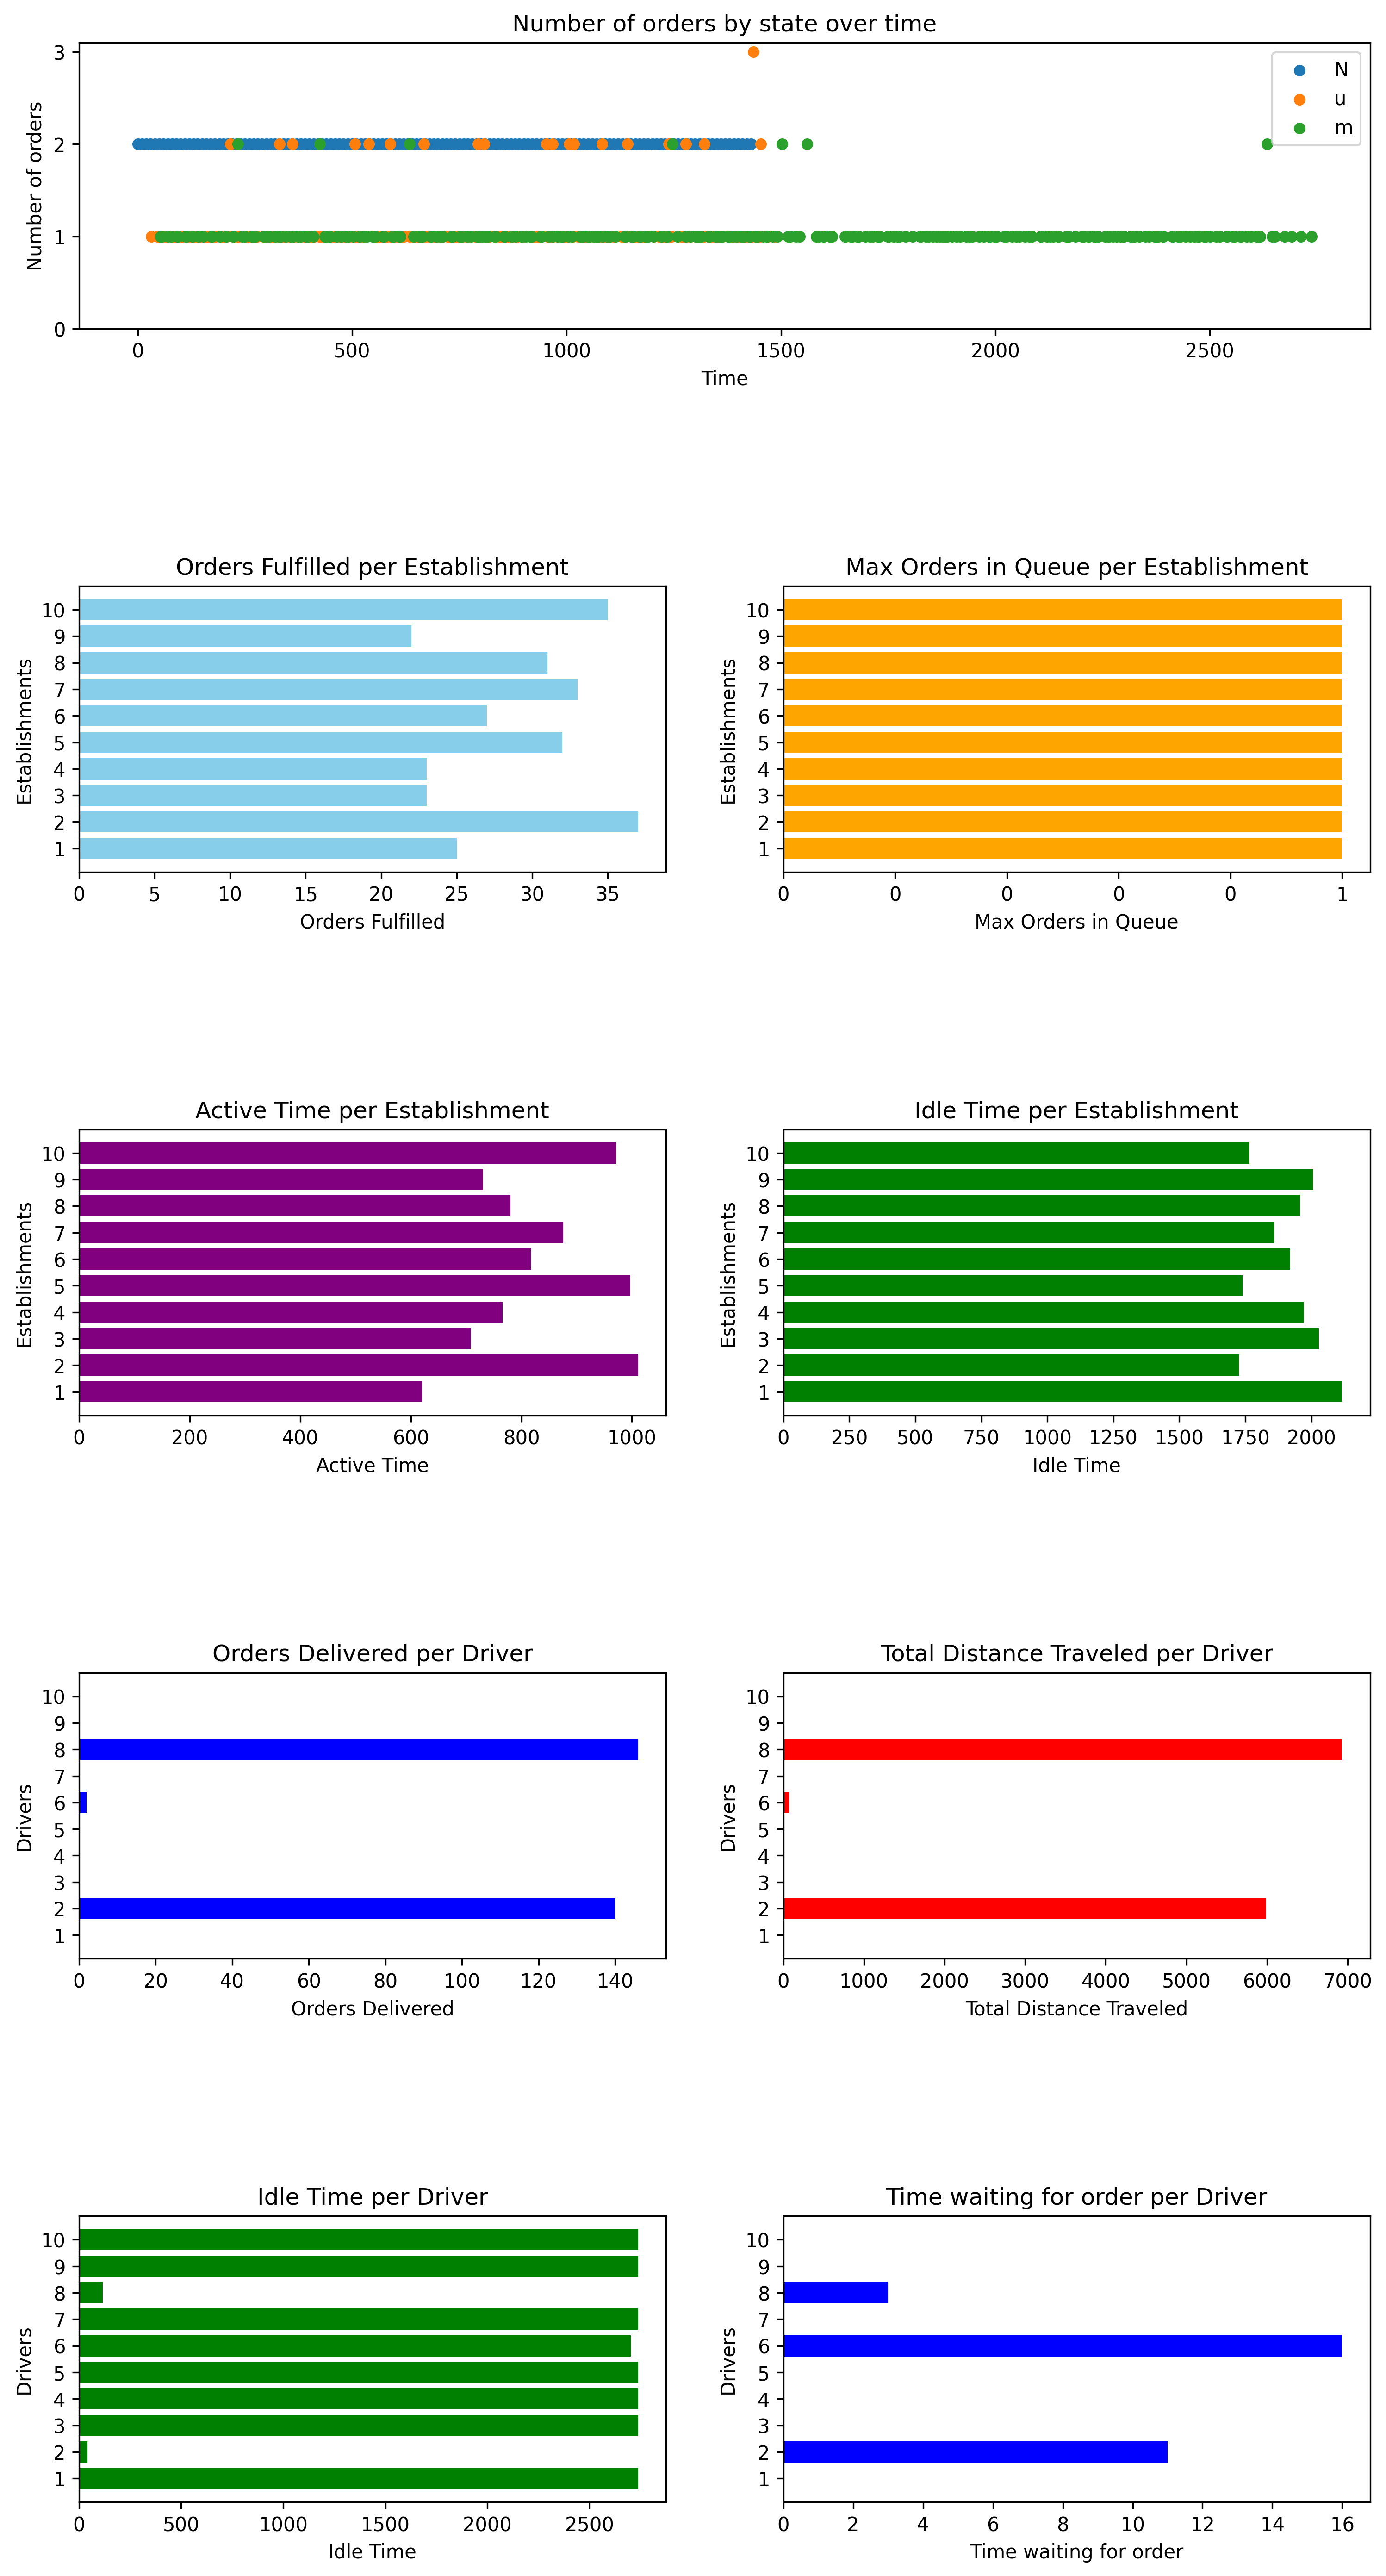 Number of orders by state over time
3
2
1
0
Number of orders
N
u
m
0 500 1000 1500 2000 2500
Time
Orders Fulfilled per Establishment
10
9
8
7
6
5
4
3
2
1
Establishments
0 5 10 15 20 25 30 35
Orders Fulfilled
Max Orders in Queue per Establishment
10
9
8
7
6
5
4
3
2
1
Establishments
0 0 0 0 0 1
Max Orders in Queue
Active Time per Establishment
10
9
8
7
6
5
4
3
2
1
Establishments
0 200 400 600 800 1000
Active Time
Idle Time per Establishment
10
9
8
7
6
5
4
3
2
1
Establishments
0 250 500 750 1000 1250 1500 1750 2000
Idle Time
Orders Delivered per Driver
10
9
8
7
6
5
4
3
2
1
Drivers
0 20 40 60 80 100 120 140
Orders Delivered
Total Distance Traveled per Driver
10
9
8
7
6
5
4
3
2
1
Drivers
0 1000 2000 3000 4000 5000 6000 7000
Total Distance Traveled
Idle Time per Driver
10
9
8
7
6
5
4
3
2
1
Drivers
0 500 1000 1500 2000 2500
Idle Time
Time waiting for order per Driver
10
9
8
7
6
5
4
3
2
1
Drivers
0 2 4 6 8 10 12 14 16
Time waiting for order